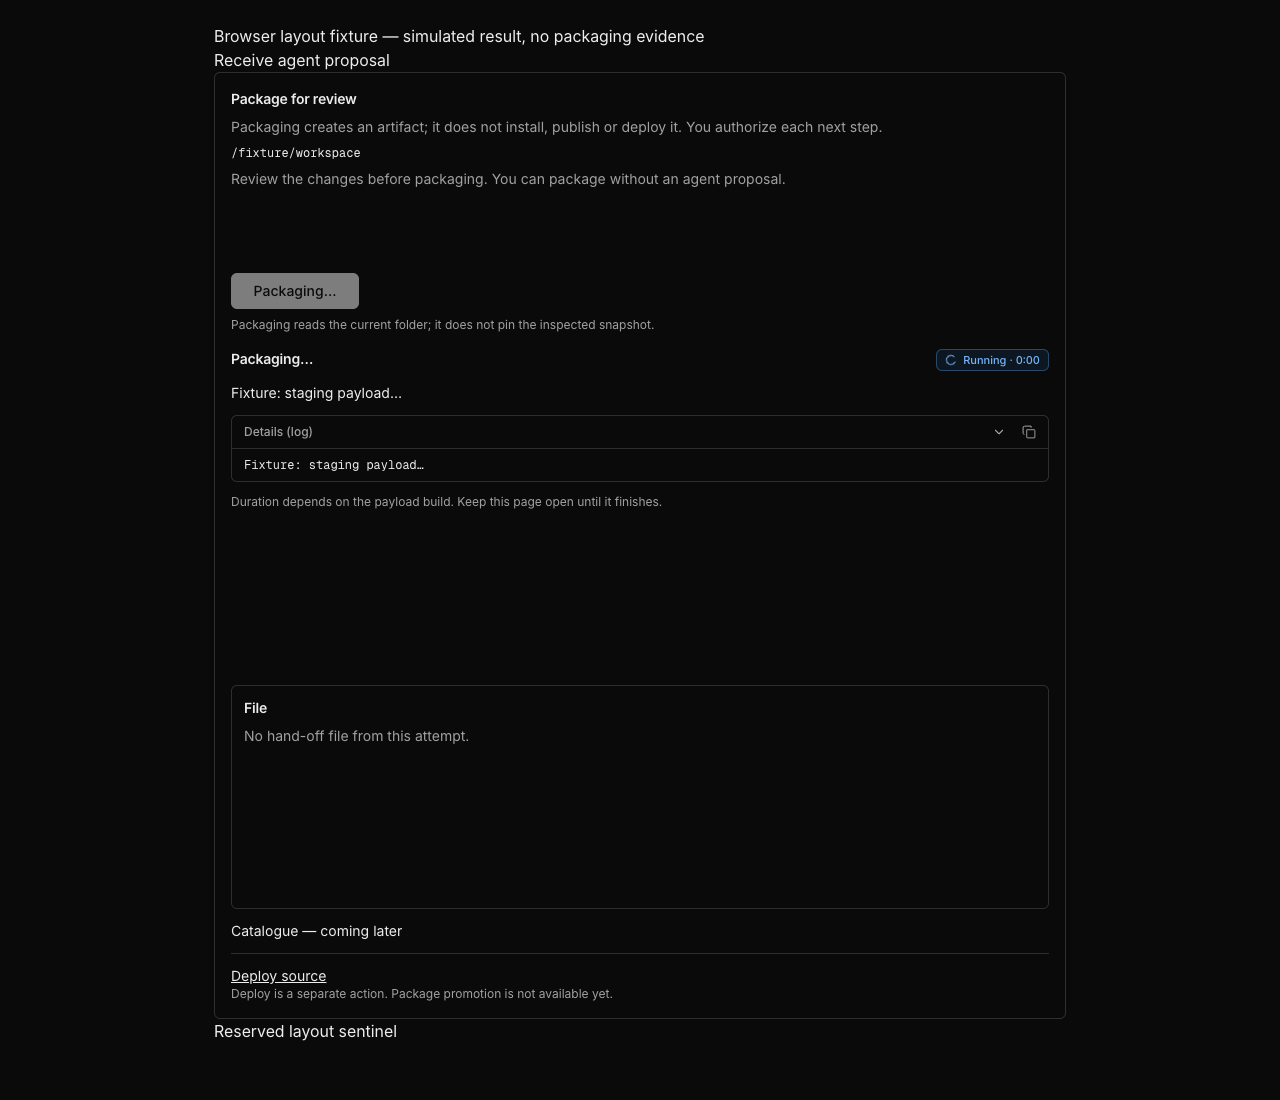 Browser layout fixture — simulated result, no packaging evidence
Receive agent proposal
Package for review
Packaging creates an artifact; it does not install, publish or deploy it. You authorize each next step.
/fixture/workspace
Review the changes before packaging. You can package without an agent proposal.
Packaging…
Packaging reads the current folder; it does not pin the inspected snapshot.
Packaging…
Running · 0:00
Fixture: staging payload…
Details (log)
Fixture: staging payload…
Duration depends on the payload build. Keep this page open until it finishes.
File
No hand-off file from this attempt.
Catalogue — coming later
Deploy source
Deploy is a separate action. Package promotion is not available yet.
Reserved layout sentinel